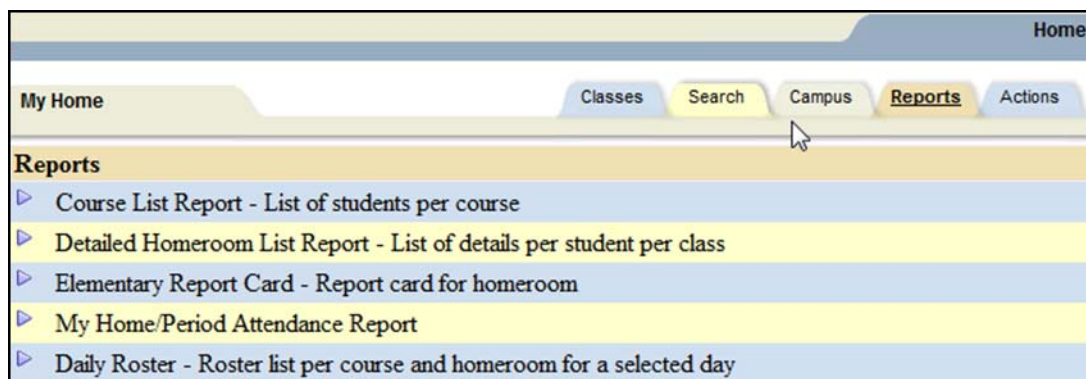 Home
My Home
Classes Search Campus Reports Actions
Reports
Course List Report - List of students per course
Detailed Homeroom List Report - List of details per student per class
Elementary Report Card - Report card for homeroom
My Home/Period Attendance Report
Daily Roster - Roster list per course and homeroom for a selected day